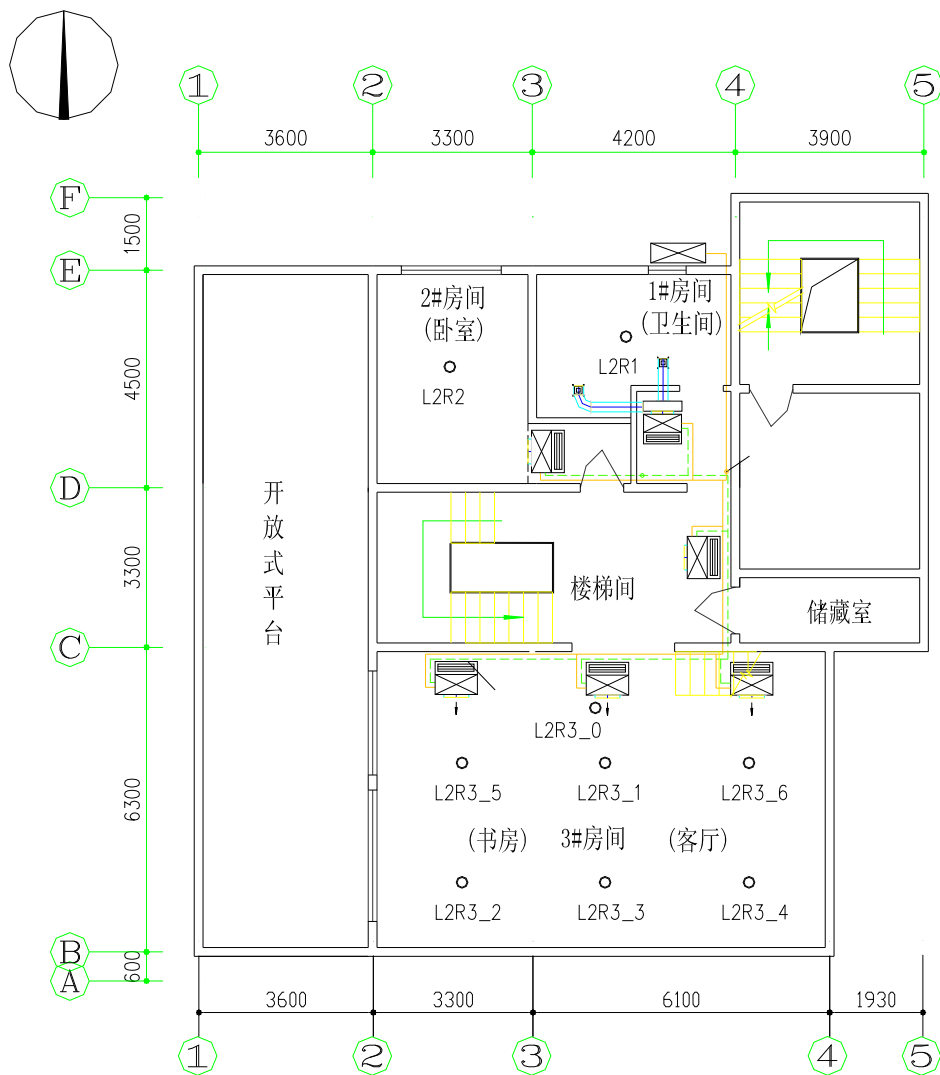 1 2 3 4 5
3600 3300 4200 3900
F
1500
E
2#房间
(卧室)
1#房间
(卫生间)
L2R1
L2R2
4500
D
开放式平台
3300
楼梯间
储藏室
C
L2R3_0
L2R3_5 L2R3_1 L2R3_6
6300
(书房) 3#房间 (客厅)
L2R3_2 L2R3_3 L2R3_4
B
600
A
3600 3300 6100 1930
1 2 3 4 5